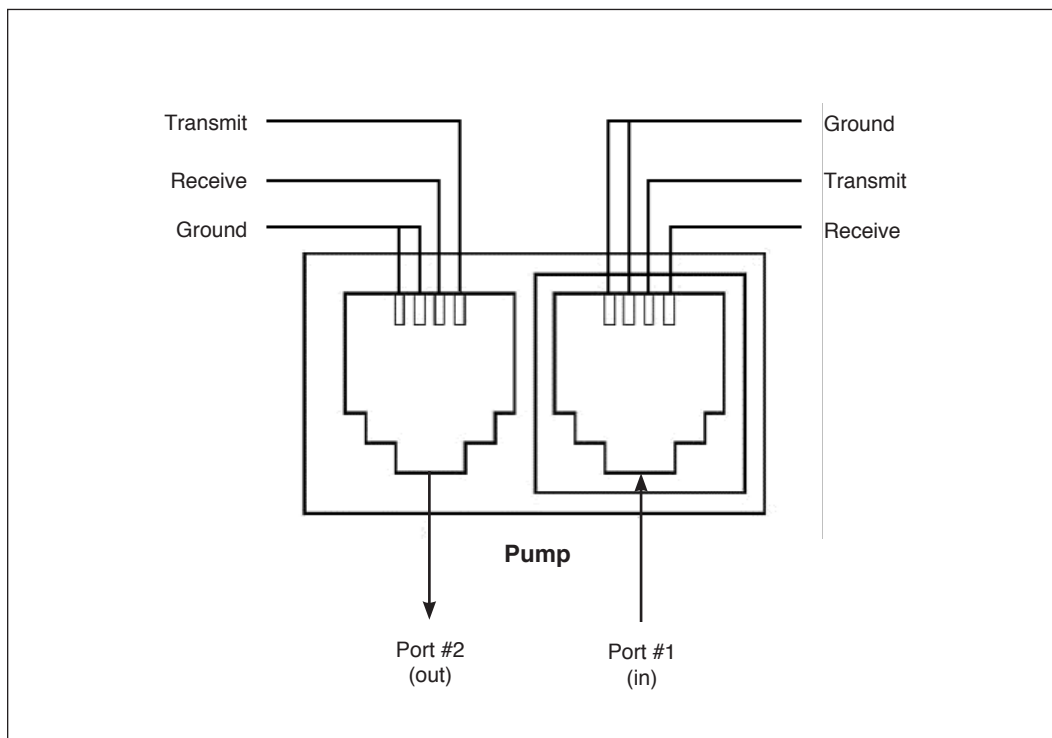 Transmit
Receive
Ground
Ground
Transmit
Receive
Pump
Port #2
(out)
Port #1
(in)